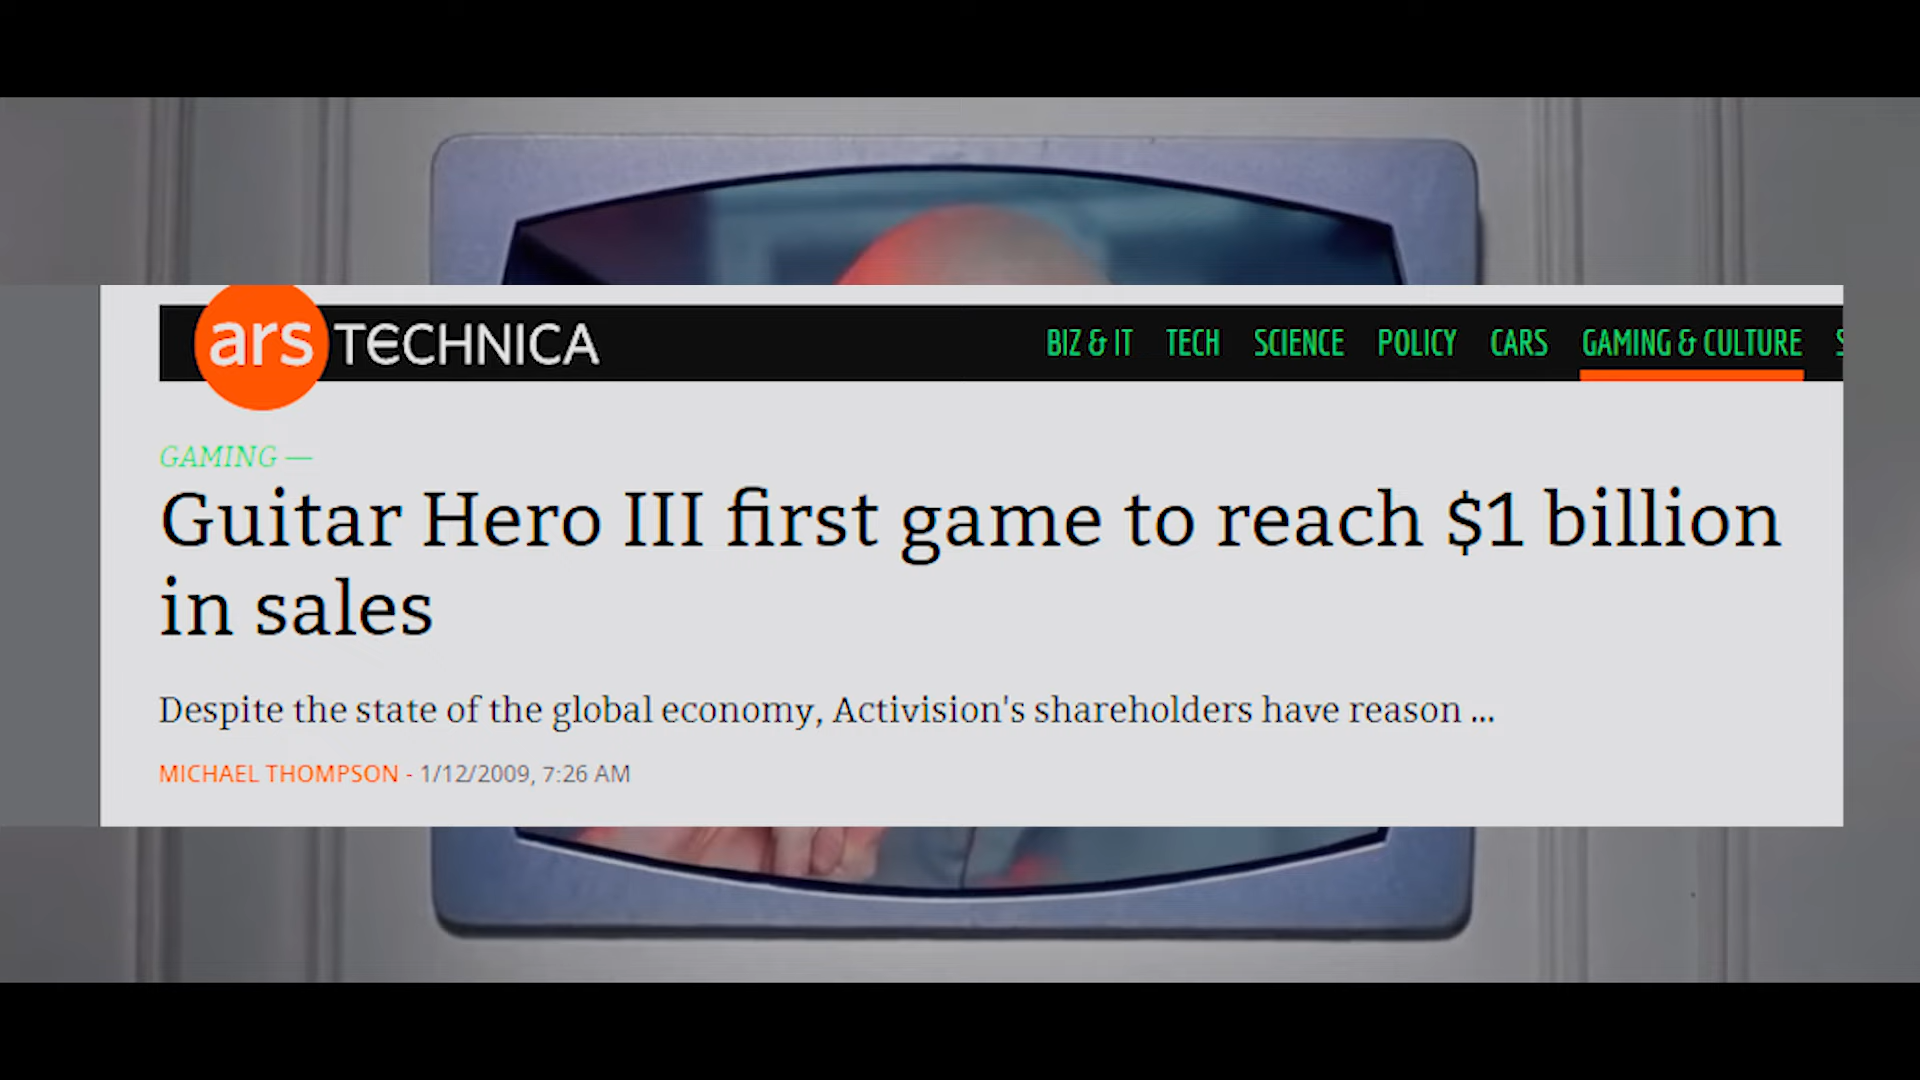 ars TECHNICA
BIZ & IT TECH SCIENCE POLICY CARS GAMING & CULTURE
GAMING —
Guitar Hero III first game to reach $1 billion
in sales
Despite the state of the global economy, Activision's shareholders have reason ...
MICHAEL THOMPSON - 1/12/2009, 7:26 AM